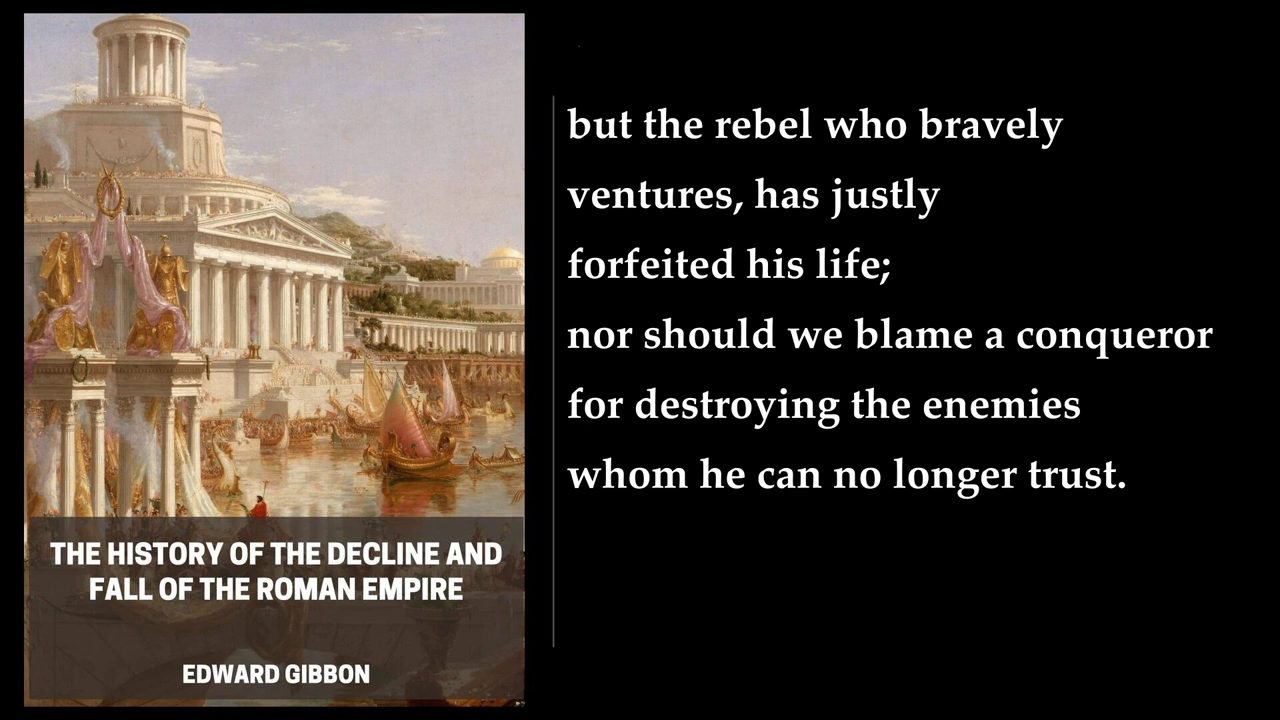 THE HISTORY OF THE DECLINE AND
FALL OF THE ROMAN EMPIRE
EDWARD GIBBON
but the rebel who bravely
ventures, has justly
forfeited his life;
nor should we blame a conqueror
for destroying the enemies
whom he can no longer trust.